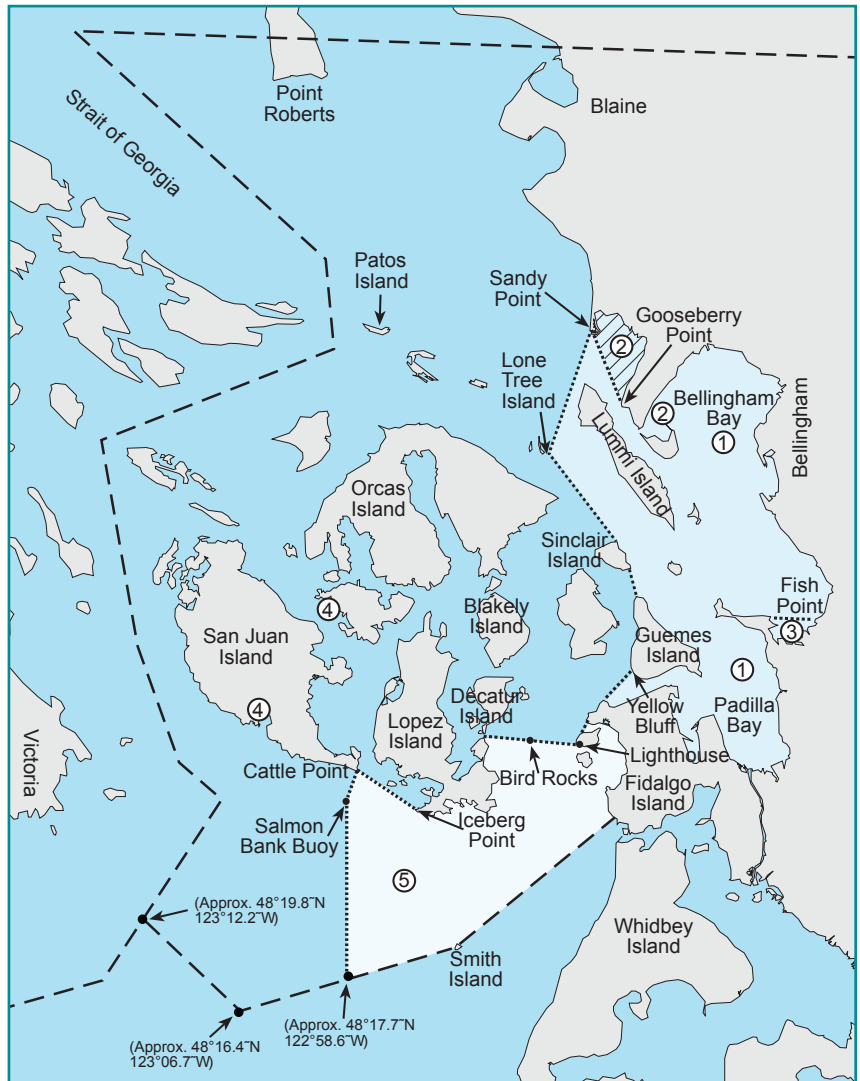 Point
Roberts
Blaine
Strait of Georgia
Patos
Island
Sandy
Point
Gooseberry
Point
②
Lone
Tree
Island
②
Bellingham
Bay
①
Bellingham
Lummi Island
Orcas
Island
Sinclair
Island
④
Blakely
Island
Fish
Point
③
San Juan
Island
Guemes
Island
①
④
Decatur
Island
Lopez
Island
Yellow
Bluff
Padilla
Bay
Victoria
Lighthouse
Cattle Point
Bird Rocks
Fidalgo
Island
Salmon
Bank Buoy
Iceberg
Point
⑤
(Approx. 48°19.8˜N
123°12.2˜W)
Whidbey
Island
Smith
Island
(Approx. 48°17.7˜N
122°58.6˜W)
(Approx. 48°16.4˜N
123°06.7˜W)